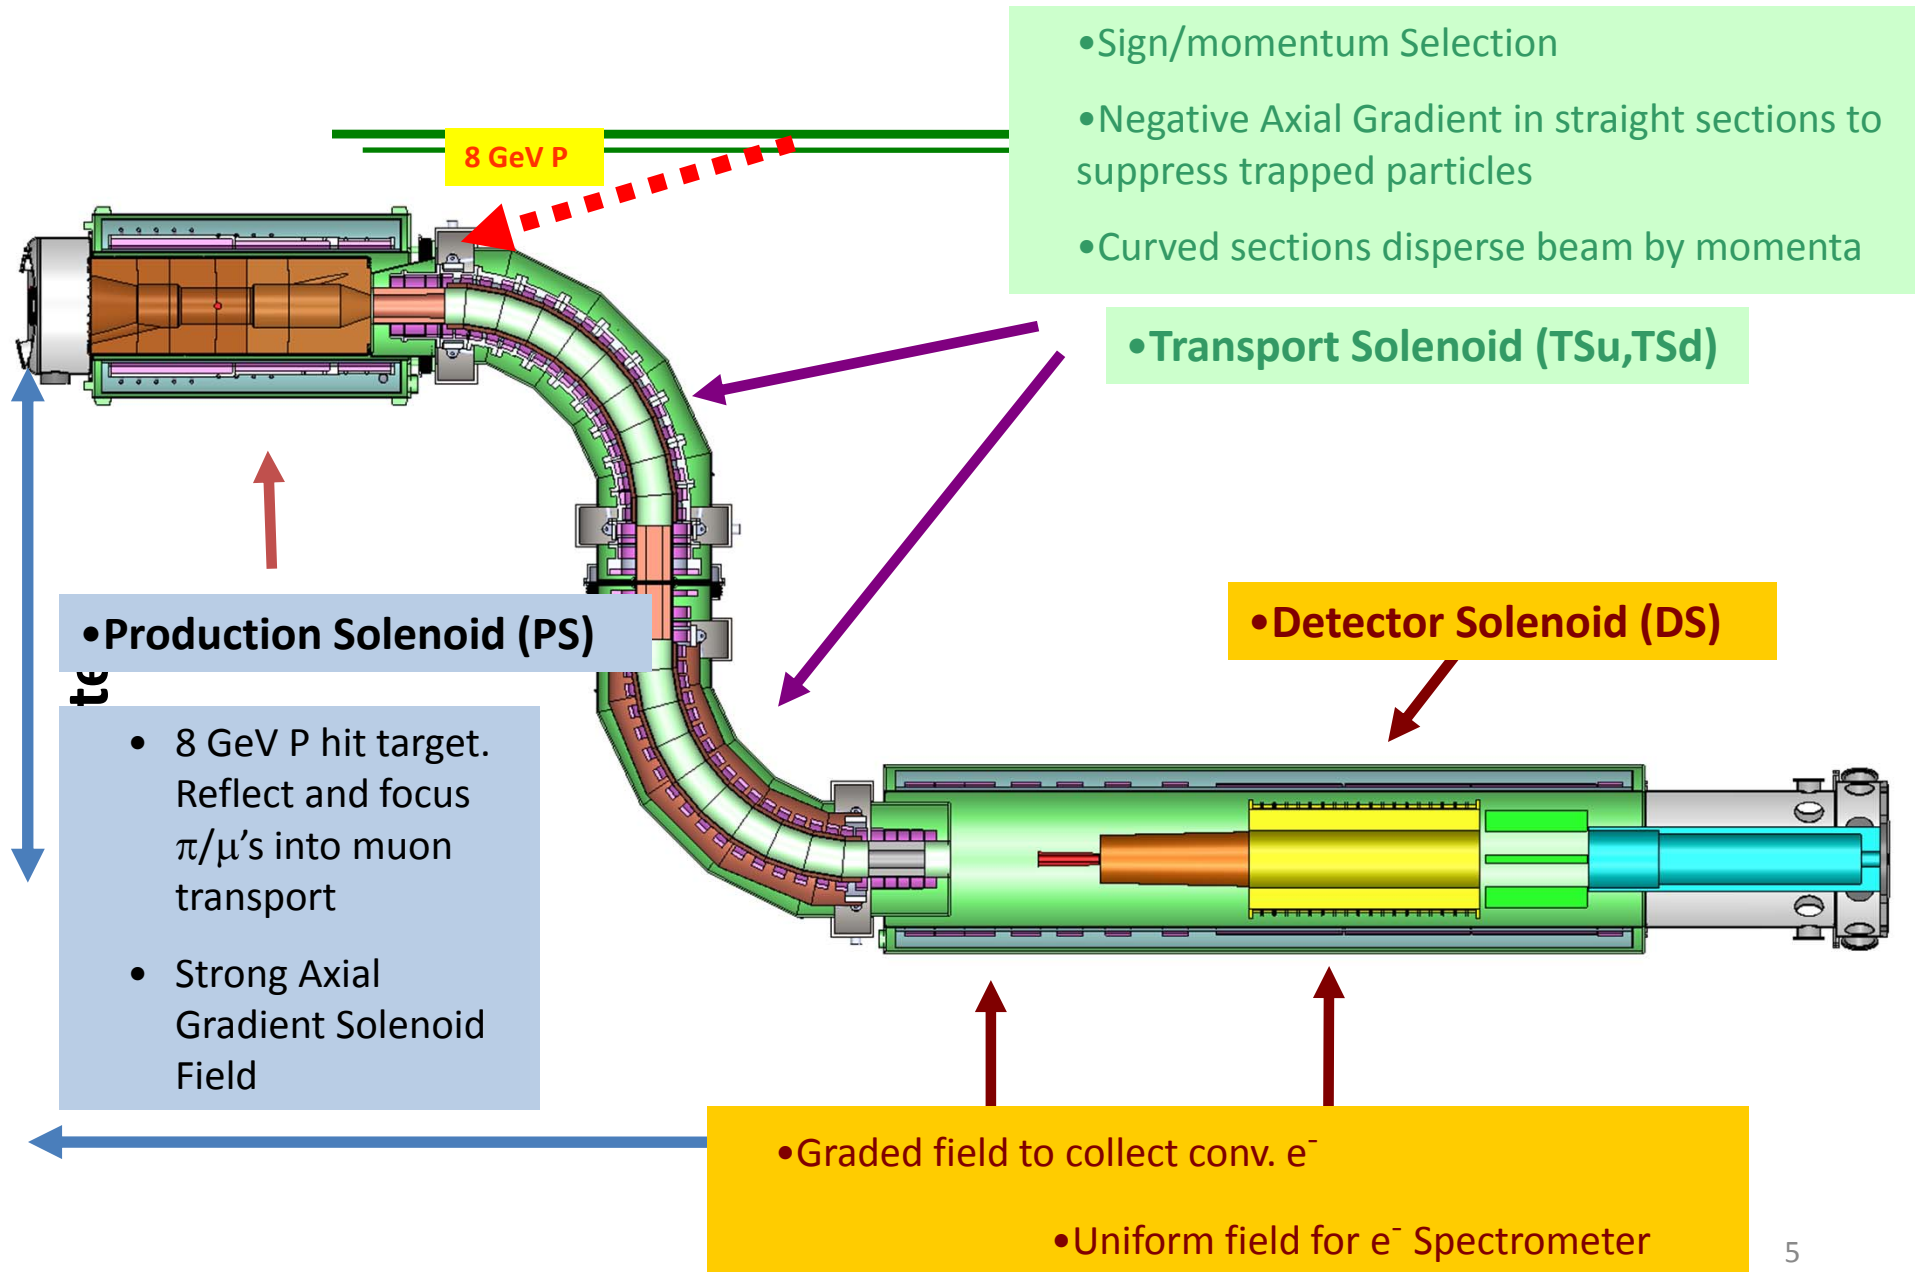 •Sign/momentum Selection
•Negative Axial Gradient in straight sections to
suppress trapped particles
•Curved sections disperse beam by momenta
8 GeV P
•Transport Solenoid (TSu,TSd)
•Production Solenoid (PS)
•Detector Solenoid (DS)
• 8 GeV P hit target.
Reflect and focus
π/μ’s into muon
transport
• Strong Axial
Gradient Solenoid
Field
•Graded field to collect conv. e⁻
•Uniform field for e⁻ Spectrometer
5